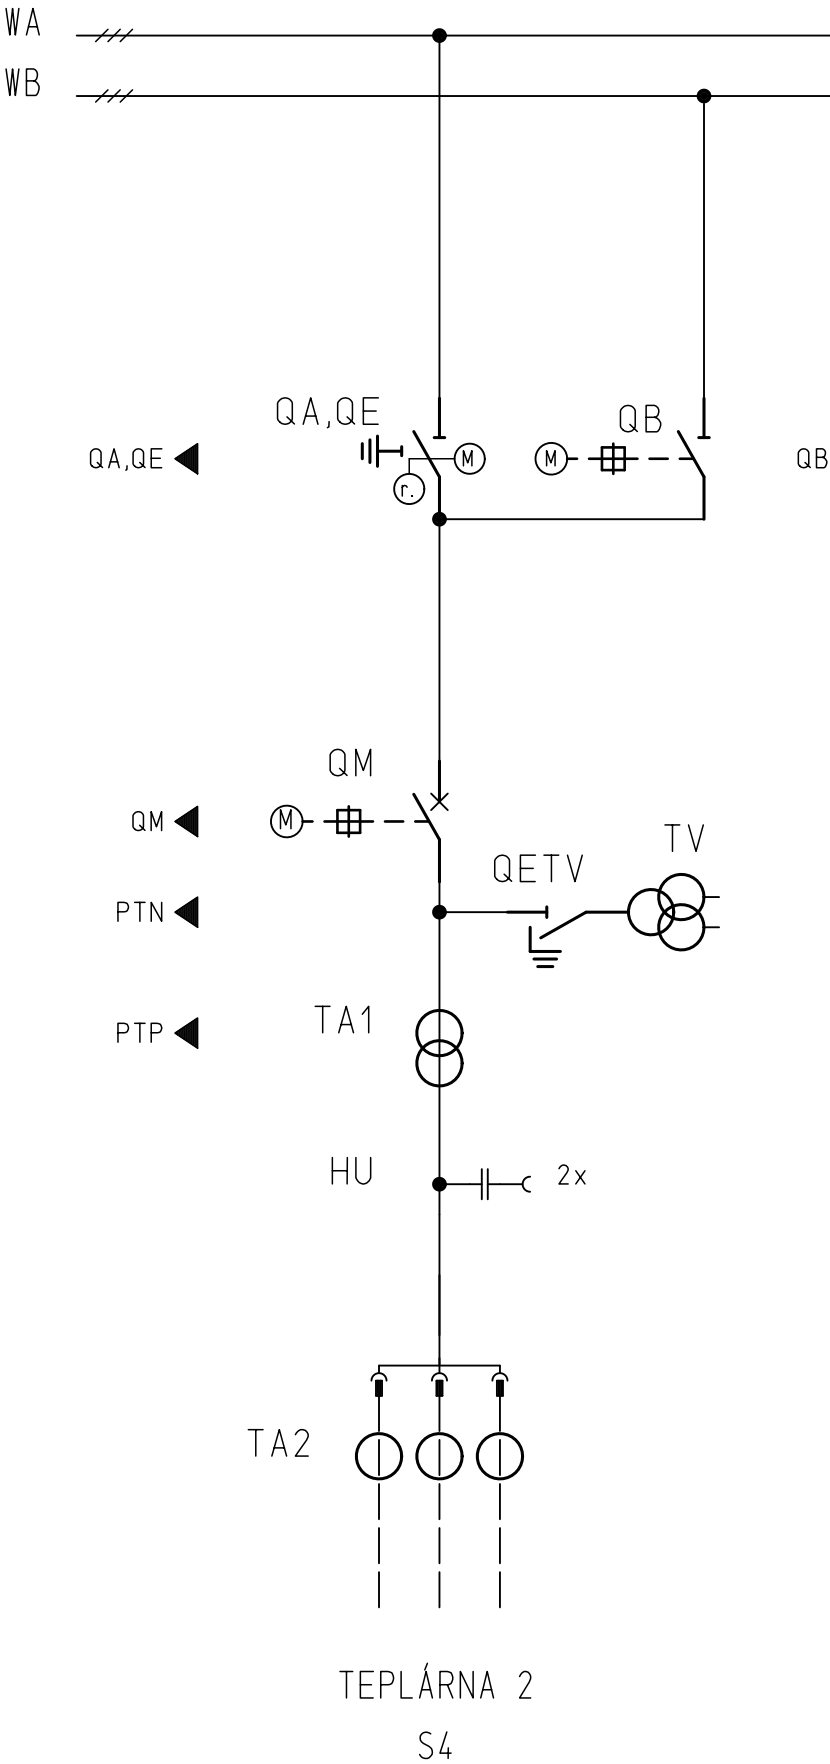 WA
WB
QA,QE
QB
QA,QE
M
M
QB
r.
QM
QM
M
TV
QETV
PTN
TA1
PTP
HU
2x
TA2
TEPLÁRNA 2
S4